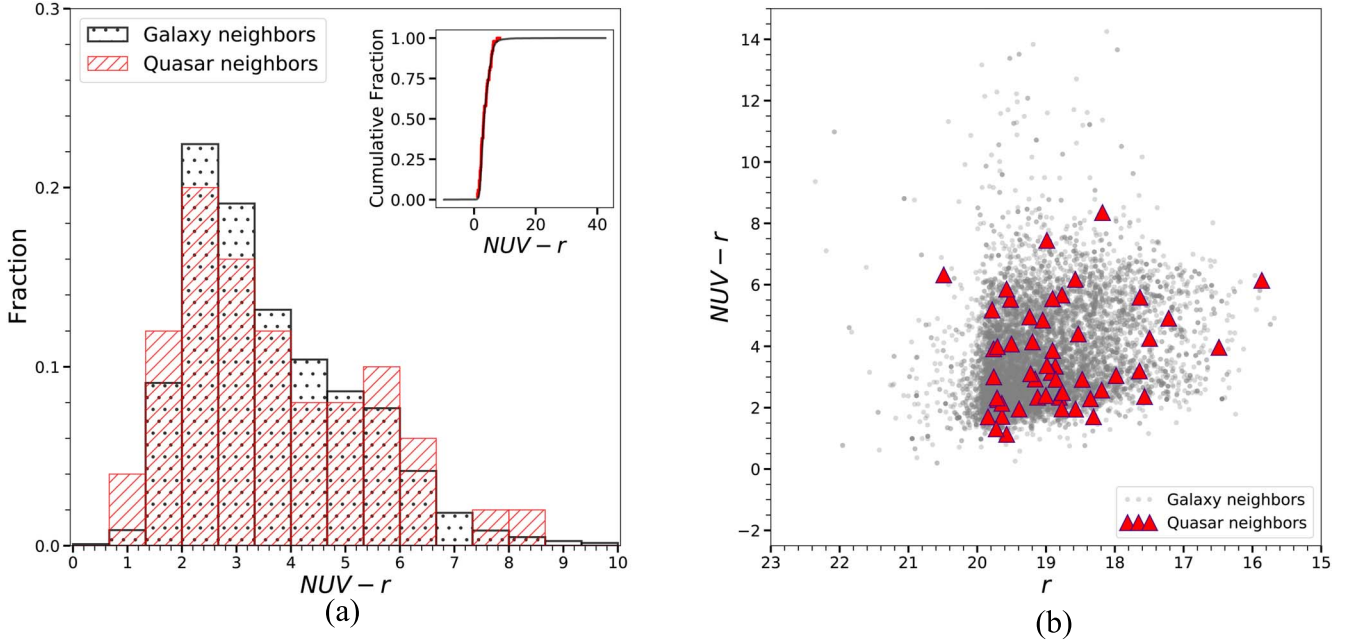 Galaxy neighbors
Quasar neighbors
Fraction
0.3
0.2
0.1
0.0
0 1 2 3 4 5 6 7 8 9 10
NUV − r
(a)
Cumulative Fraction
1.00
0.75
0.50
0.25
0.00
0 20 40
NUV − r
NUV − r
14
12
10
8
6
4
2
0
−2
23 22 21 20 19 18 17 16 15
r
Galaxy neighbors
Quasar neighbors
(b)